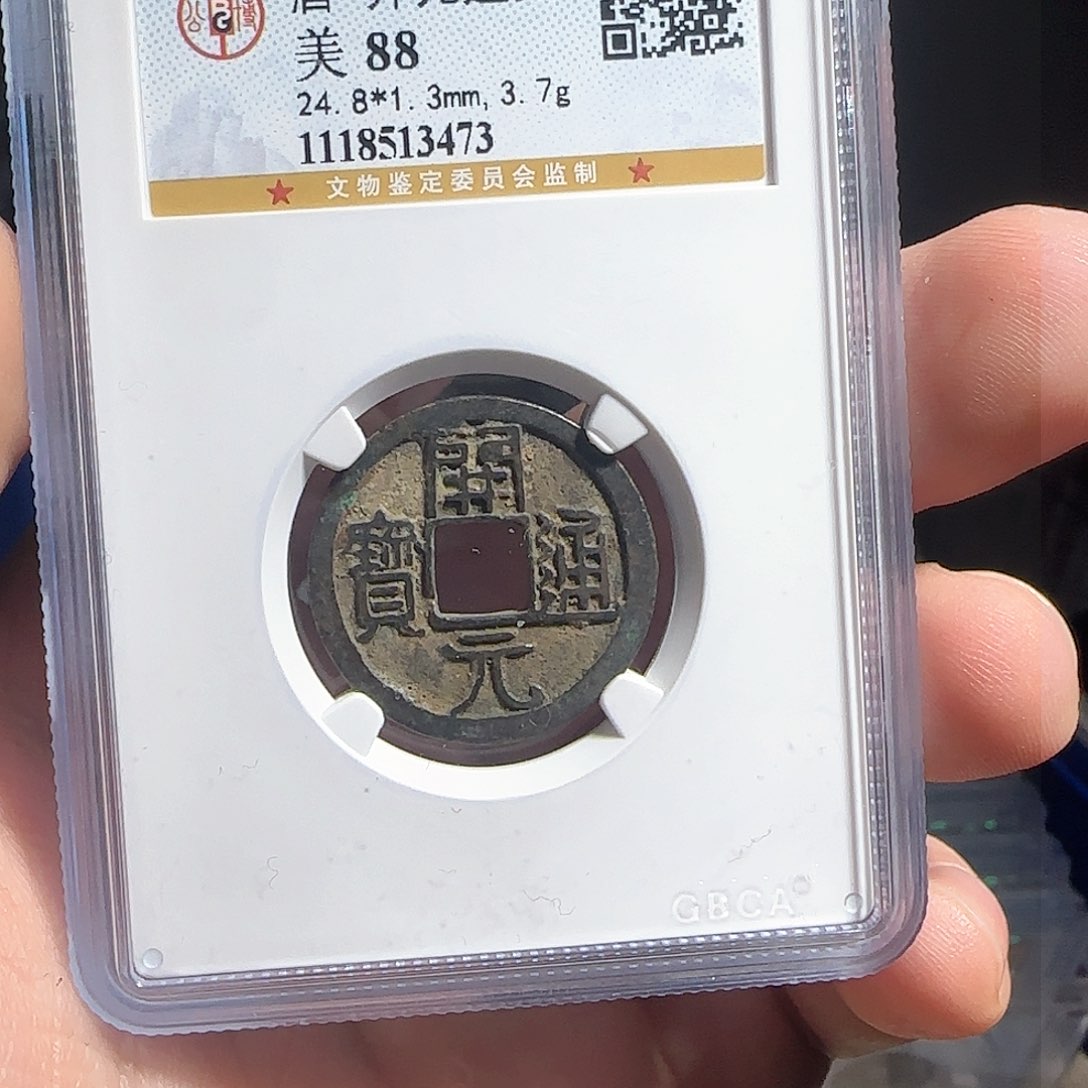 美 88
24.8*1.3mm, 3.7g
1118513473
文物鉴定委员会监制
開
寶 通
元
GBCA